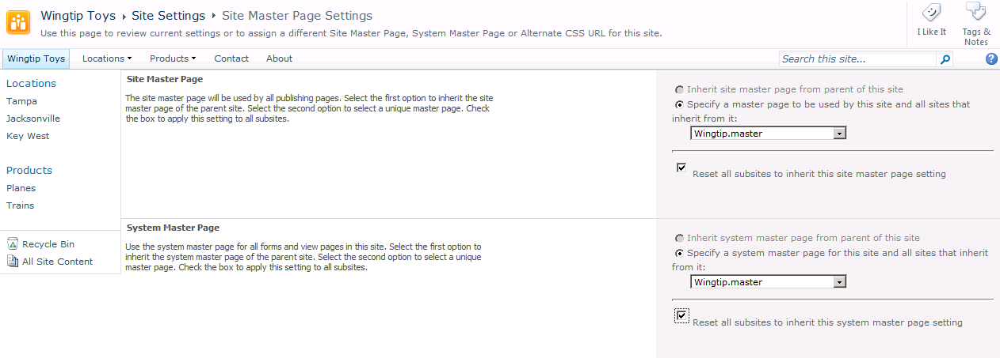 Wingtip Toys ▸ Site Settings ▸ Site Master Page Settings
Use this page to review current settings or to assign a different Site Master Page, System Master Page or Alternate CSS URL for this site.
I Like It
Tags &
Notes
Wingtip Toys
Locations
Products
Contact
About
Search this site...
Locations
Tampa
Jacksonville
Key West
Products
Planes
Trains
Recycle Bin
All Site Content
Site Master Page
The site master page will be used by all publishing pages. Select the first option to inherit the site
master page of the parent site. Select the second option to select a unique master page. Check
the box to apply this setting to all subsites.
Inherit site master page from parent of this site
Specify a master page to be used by this site and all sites that
inherit from it:
Wingtip.master
Reset all subsites to inherit this site master page setting
System Master Page
Use the system master page for all forms and view pages in this site. Select the first option to
inherit the system master page of the parent site. Select the second option to select a unique
master page. Check the box to apply this setting to all subsites.
Inherit system master page from parent of this site
Specify a system master page for this site and all sites that inherit
from it:
Wingtip.master
Reset all subsites to inherit this system master page setting